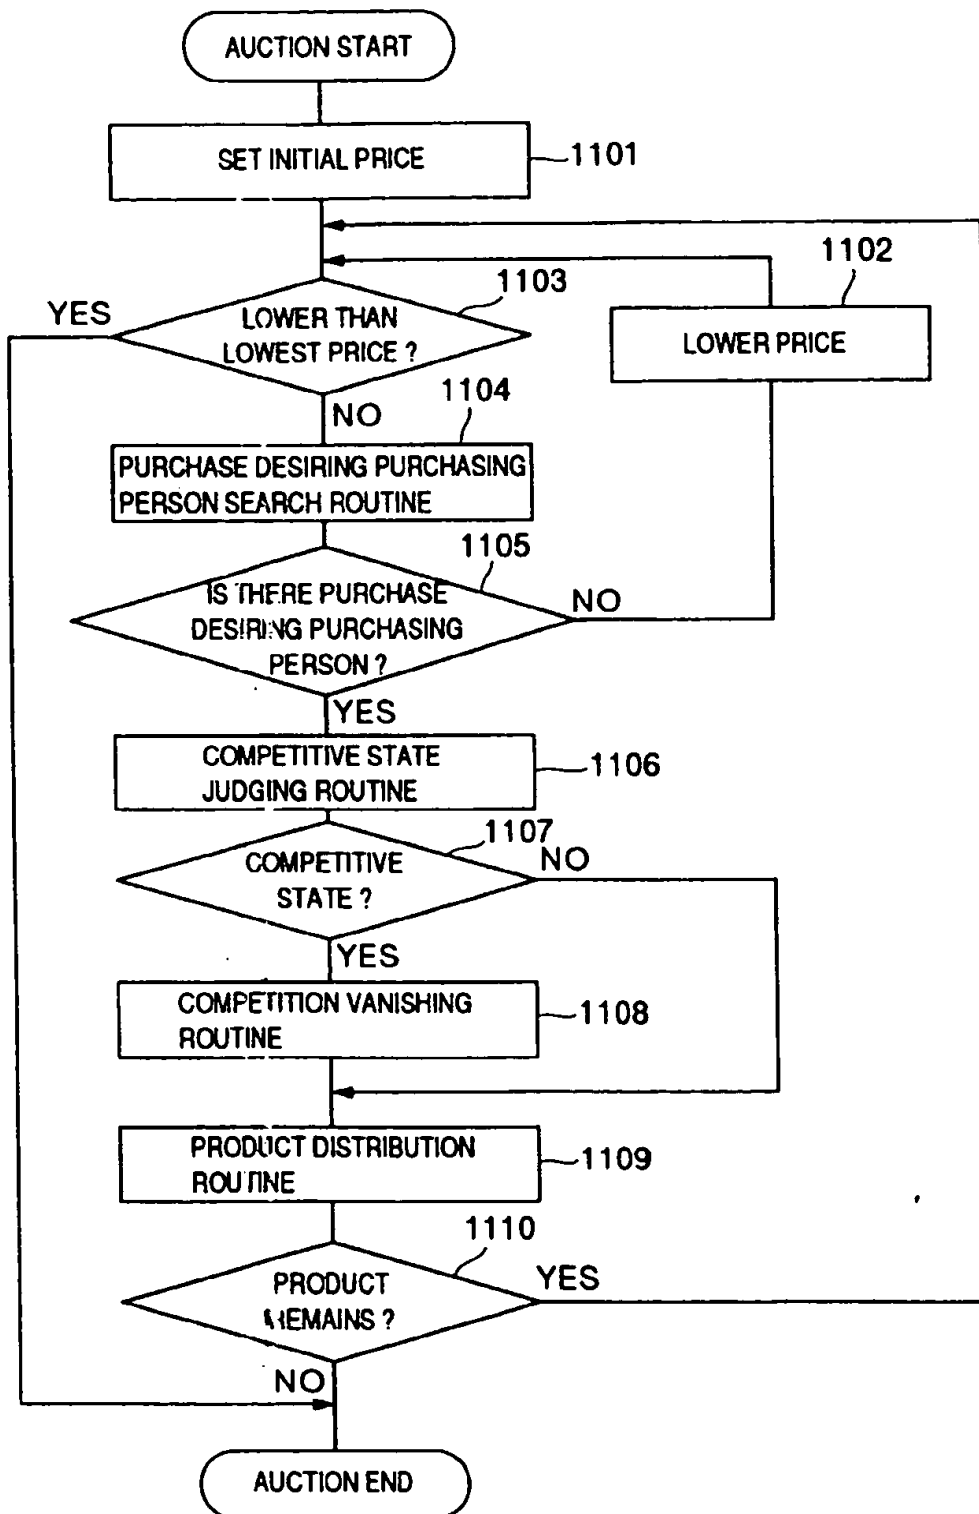 AUCTION START
SET INITIAL PRICE
1101
1102
LOWER PRICE
1103
YES
LOWER THAN
LOWEST PRICE ?
NO
1104
PURCHASE DESIRING PURCHASING
PERSON SEARCH ROUTINE
1105
IS THERE PURCHASE
DESIRING PURCHASING
PERSON ?
NO
YES
COMPETITIVE STATE
JUDGING ROUTINE
1106
1107
COMPETITIVE
STATE ?
NO
YES
COMPETITION VANISHING
ROUTINE
1108
PRODUCT DISTRIBUTION
ROUTINE
1109
1110
PRODUCT
REMAINS ?
YES
NO
AUCTION END